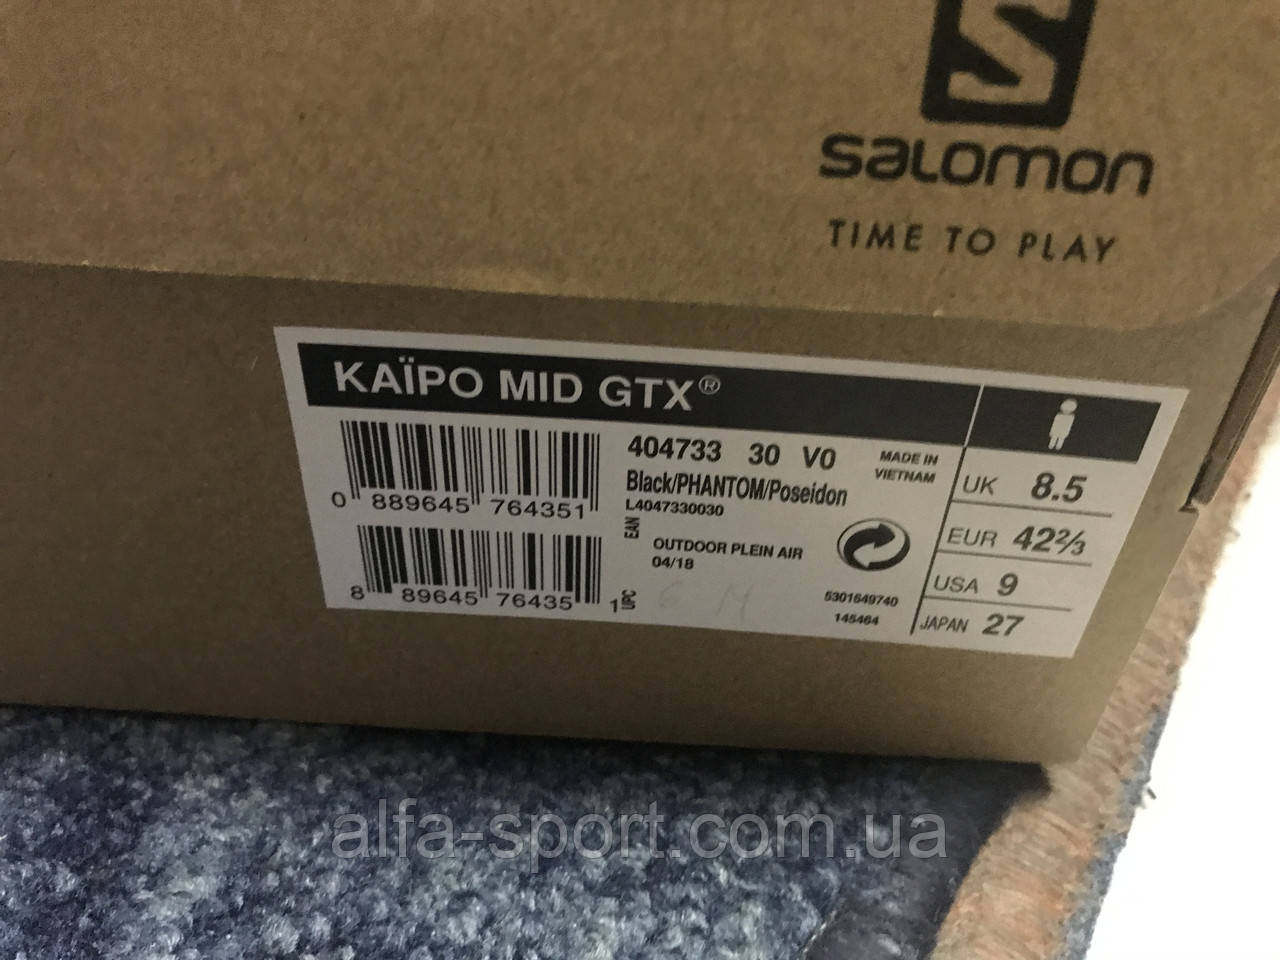 S
SALOMON
TIME TO PLAY
KAÏPO MID GTX®
0 889645 764351
EAN
8 89645 76435 1
UPC
404733 30 V0
Black/PHANTOM/Poseidon
L4047330030
MADE IN
VIETNAM
OUTDOOR PLEIN AIR
04/18
5301649740
145464
UK 8.5
EUR 42⅔
USA 9
JAPAN 27
alfa-sport.com.ua